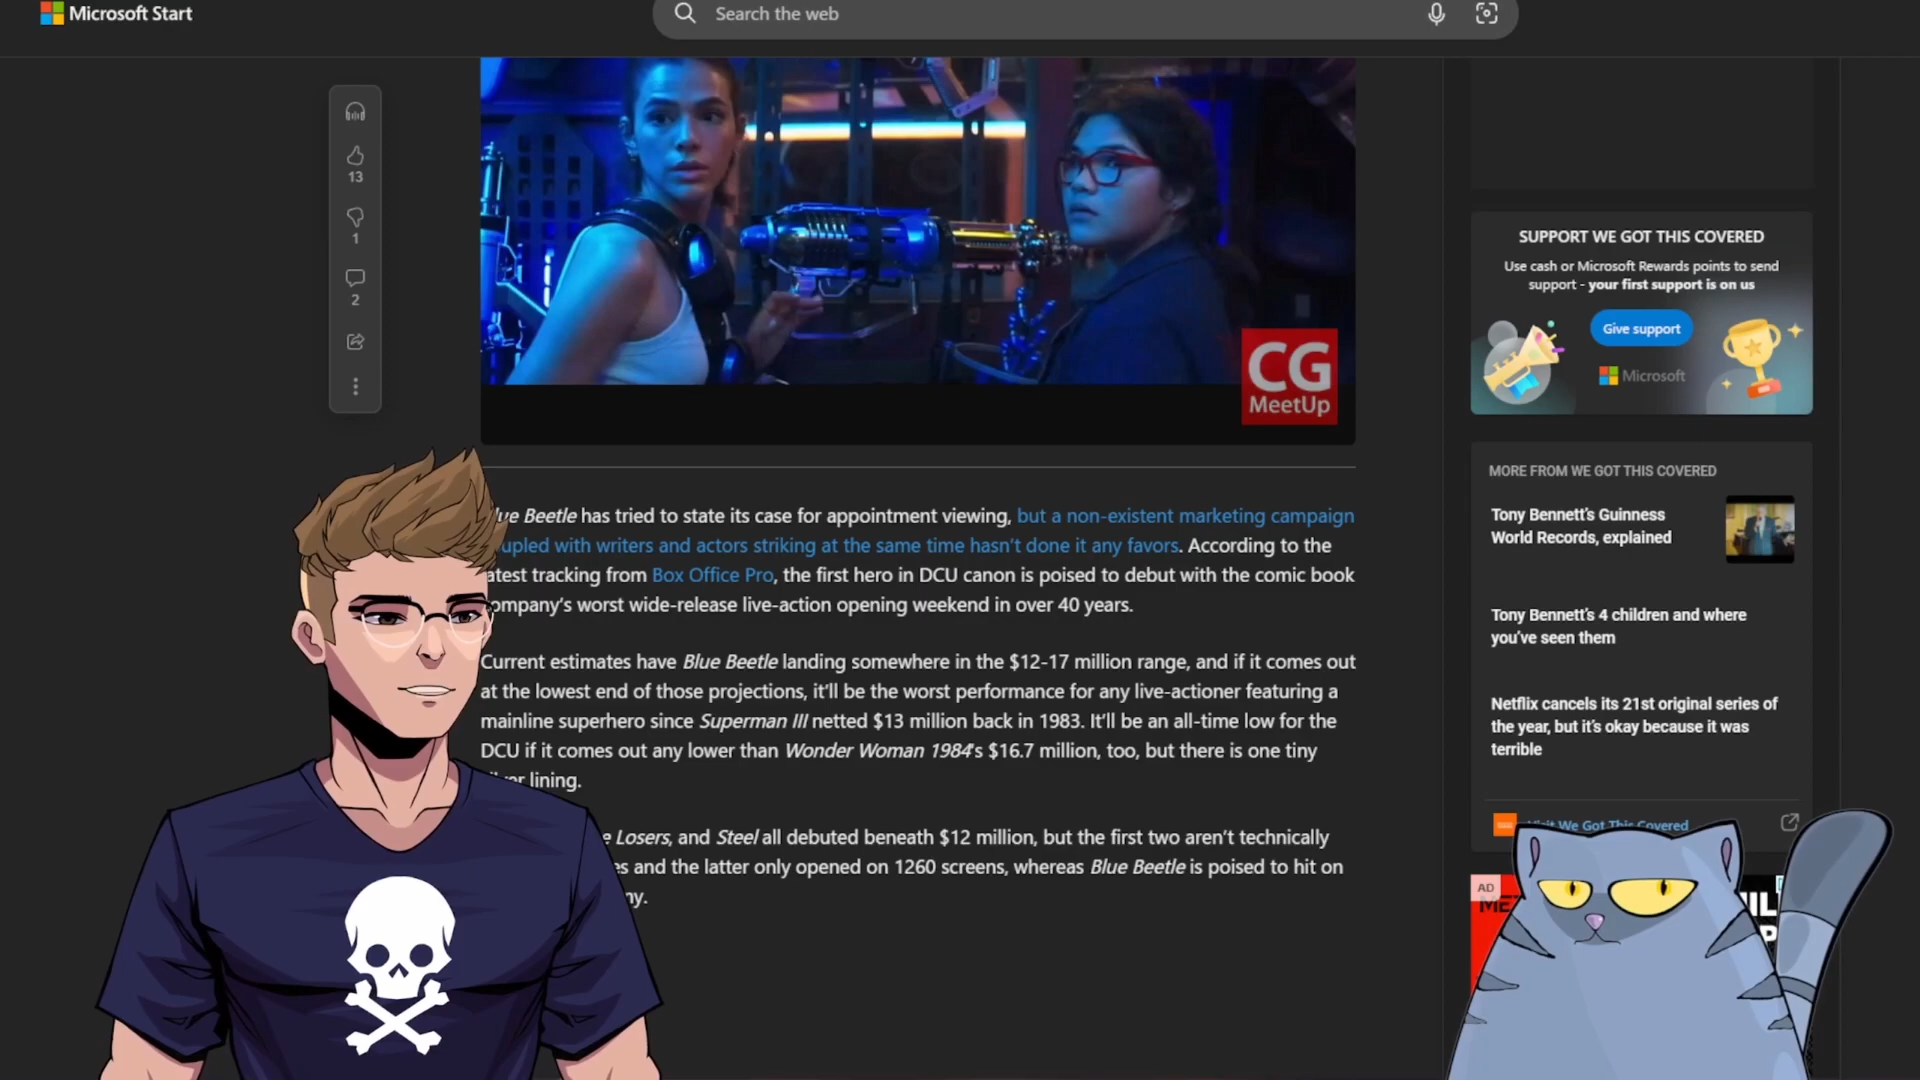 Microsoft Start
Search the web
13
1
2
CG
MeetUp
SUPPORT WE GOT THIS COVERED
Use cash or Microsoft Rewards points to send
support - your first support is on us
Give support
Microsoft
MORE FROM WE GOT THIS COVERED
Tony Bennett's Guinness
World Records, explained
Tony Bennett's 4 children and where
you've seen them
Netflix cancels its 21st original series of
the year, but it's okay because it was
terrible
Visit We Got This Covered
AD
Beetle has tried to state its case for appointment viewing, but a non-existent marketing campaign
with writers and actors striking at the same time hasn't done it any favors. According to the
tracking from Box Office Pro, the first hero in DCU canon is poised to debut with the comic book
worst wide-release live-action opening weekend in over 40 years.
Current estimates have Blue Beetle landing somewhere in the $12-17 million range, and if it comes out
at the lowest end of those projections, it'll be the worst performance for any live-actioner featuring a
mainline superhero since Superman III netted $13 million back in 1983. It'll be an all-time low for the
DCU if it comes out any lower than Wonder Woman 1984's $16.7 million, too, but there is one tiny
lining.
Losers, and Steel all debuted beneath $12 million, but the first two aren't technically
and the latter only opened on 1260 screens, whereas Blue Beetle is poised to hit on